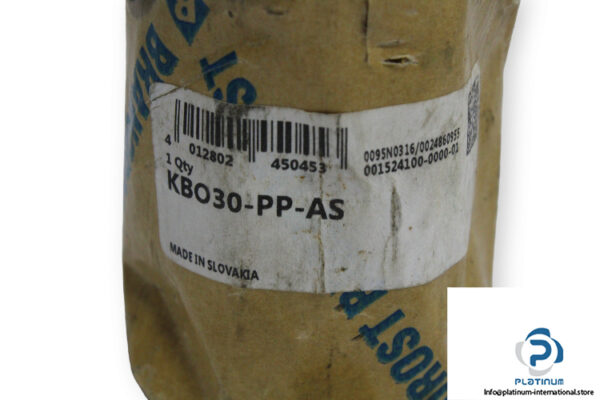 4 012802 450453
0095N0316/0024860955
001524100-0000-01
1 Qty
KBO30-PP-AS
MADE IN SLOVAKIA
PLATINUM
Info@platinum-international.store